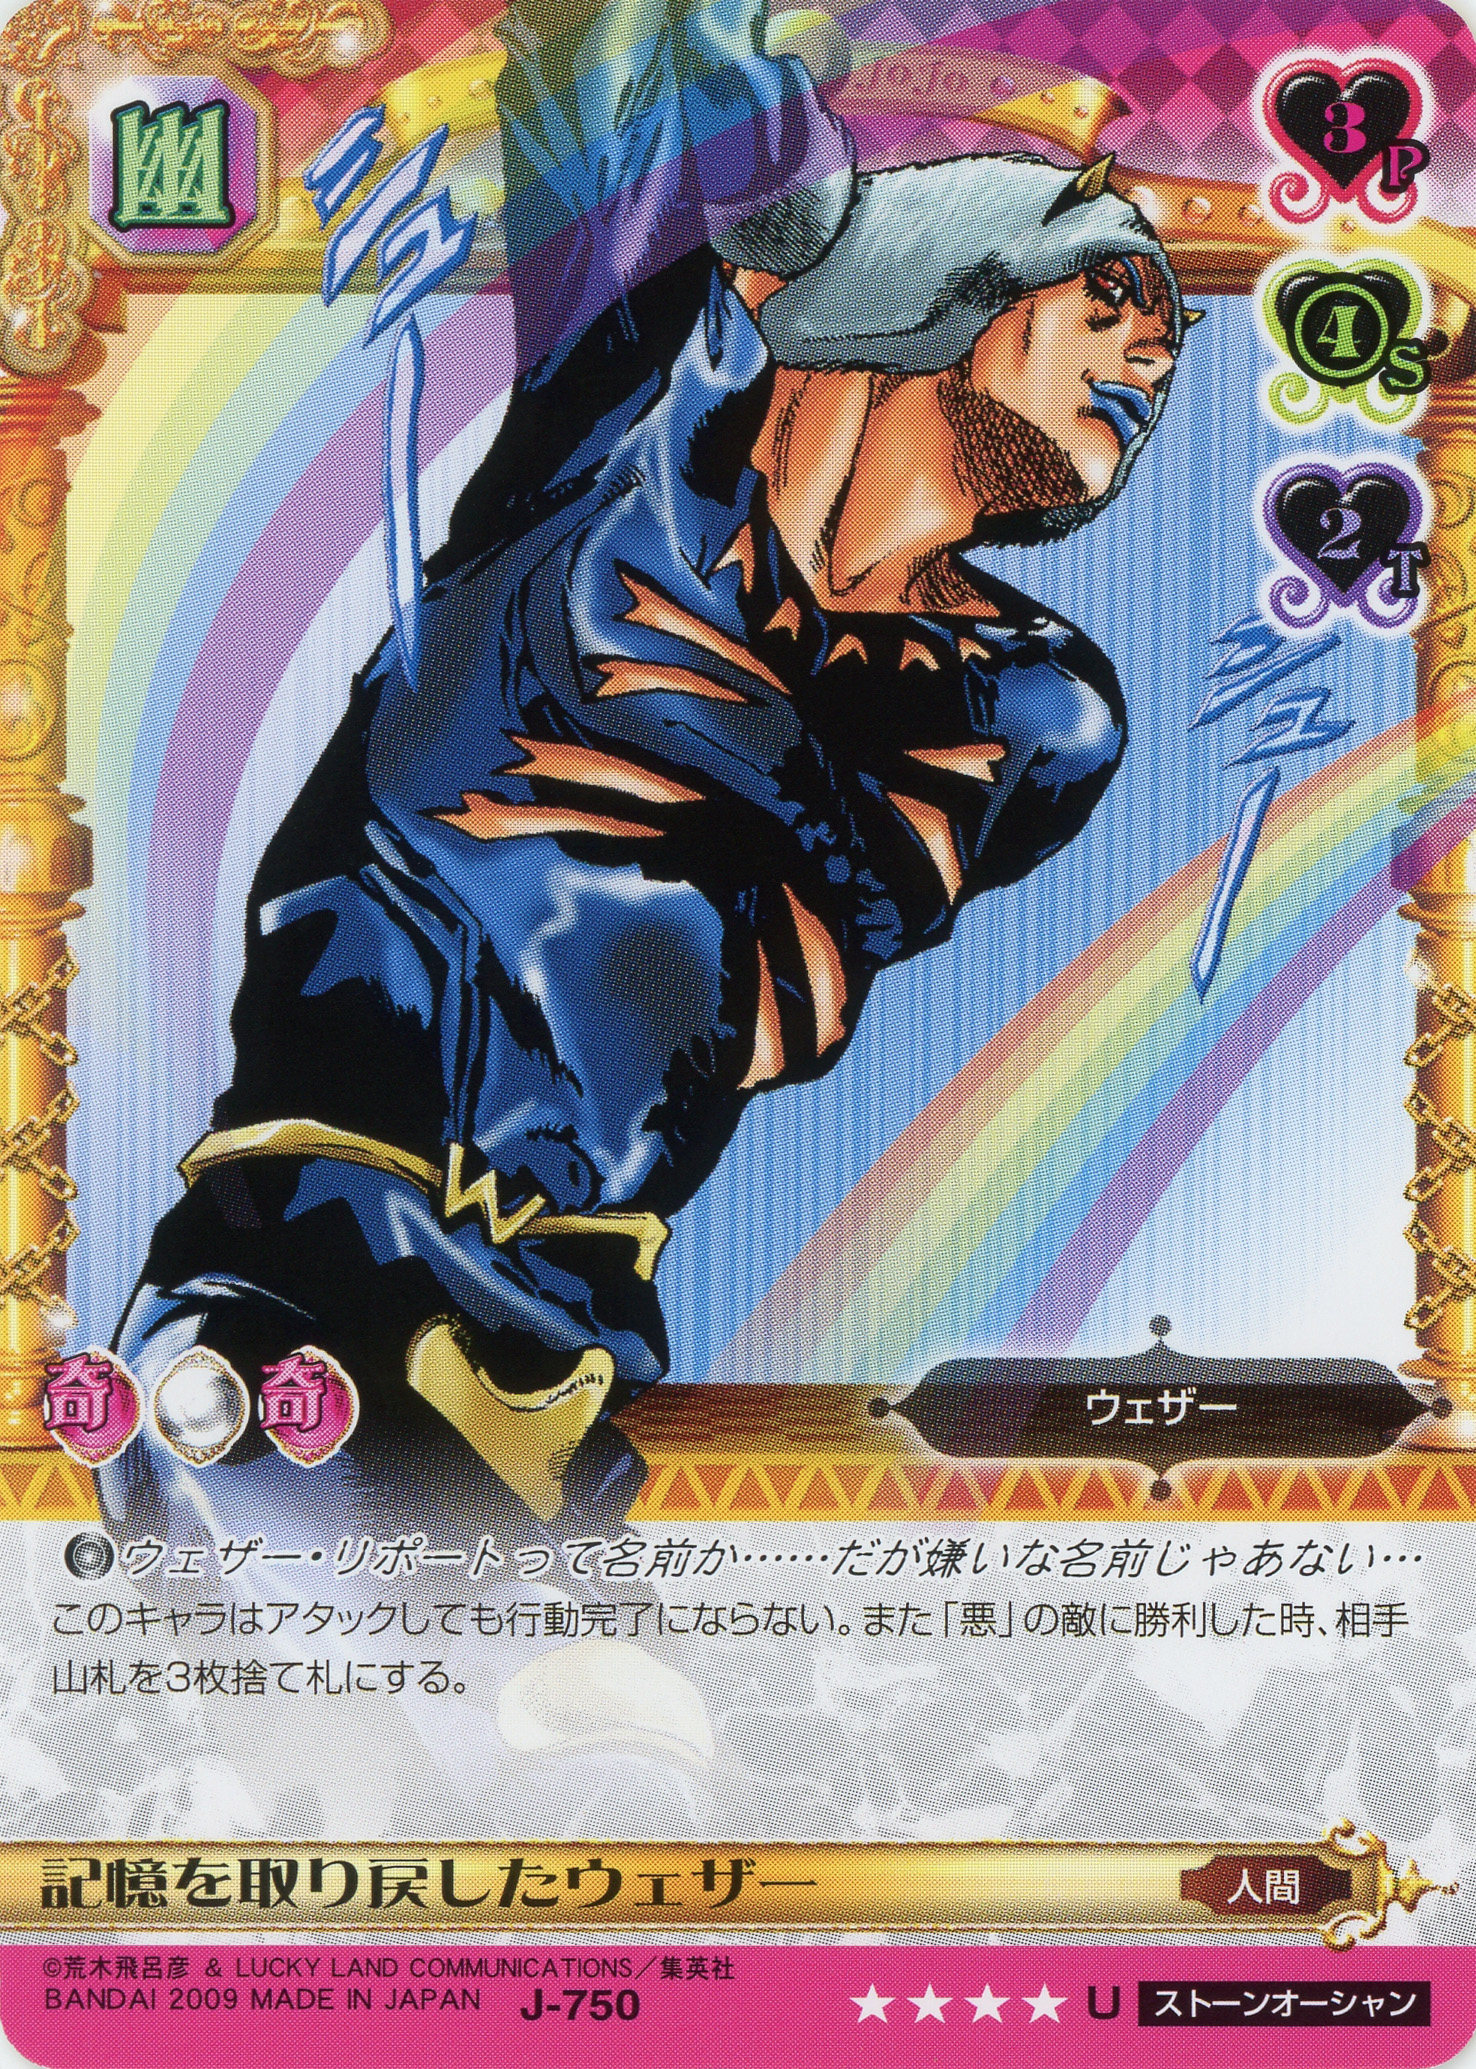 Jo.Jo
幽
3P
4S
2T
ジュ
ジュ
奇 奇
ウェザー
ウェザー・リポートって名前か……だが嫌いな名前じゃあない…
このキャラはアタックしても行動完了にならない。また「悪」の敵に勝利した時、相手
山札を3枚捨て札にする。
記憶を取り戻したウェザー
人間
©荒木飛呂彦 & LUCKY LAND COMMUNICATIONS/集英社
BANDAI 2009 MADE IN JAPAN J-750
★★★★ U ストーンオーシャン